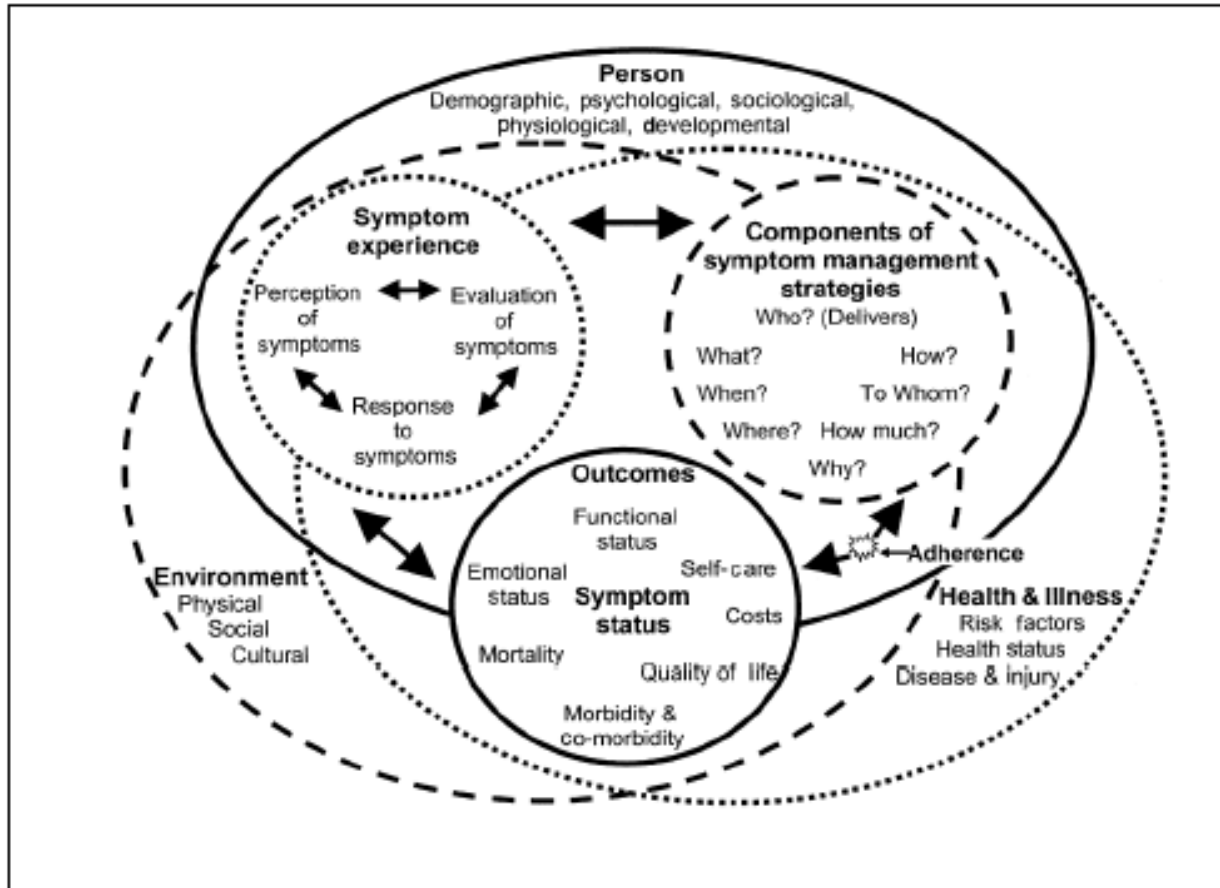 Person
Demographic, psychological, sociological,
physiological, developmental
Symptom
experience
Perception
of
symptoms
Evaluation
of
symptoms
Response
to
symptoms
Components of
symptom management
strategies
Who? (Delivers)
What?
How?
When?
To Whom?
Where?
How much?
Why?
Outcomes
Functional
status
Emotional
status
Self-care
Symptom
status
Costs
Mortality
Quality of life
Morbidity &
co-morbidity
Adherence
Environment
Physical
Social
Cultural
Health & Illness
Risk factors
Health status
Disease & injury